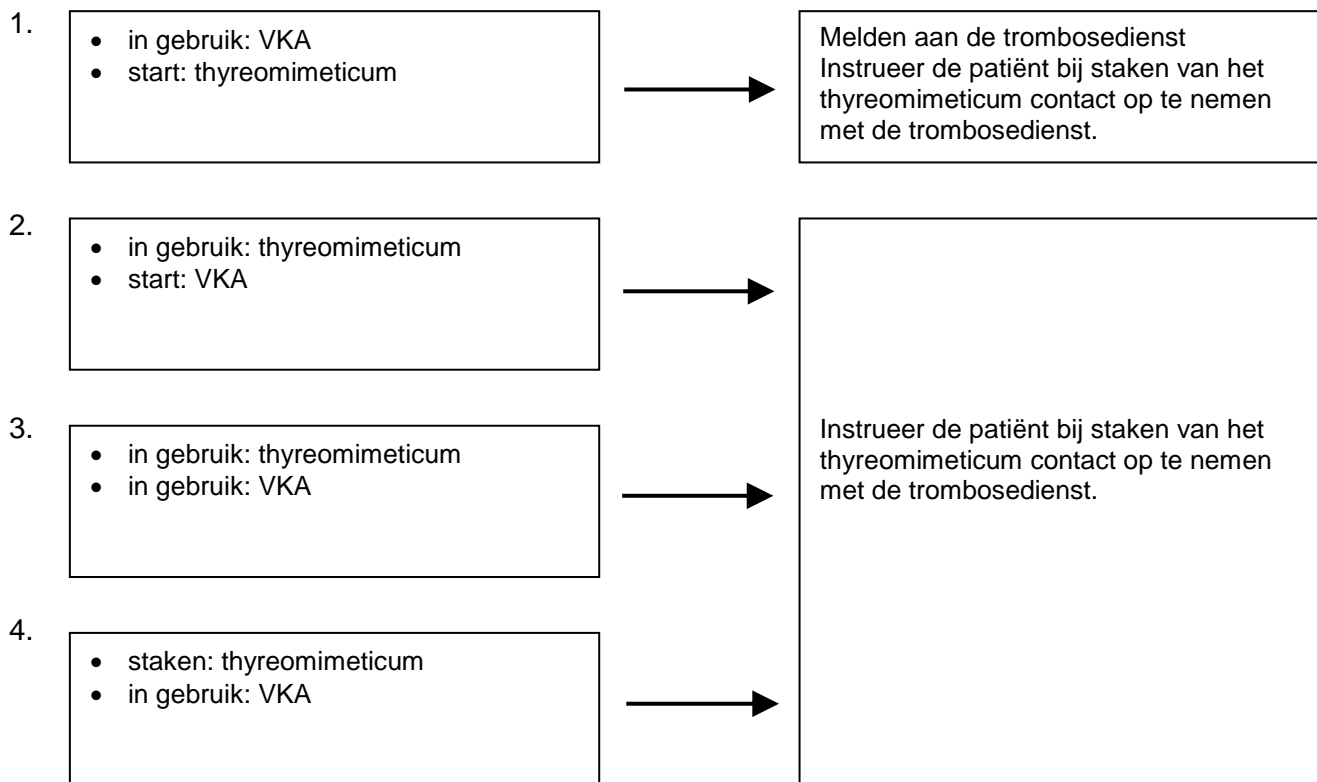 1.
• in gebruik: VKA
• start: thyreomimeticum
Melden aan de trombosedienst
Instrueer de patiënt bij staken van het
thyreomimeticum contact op te nemen
met de trombosedienst.
2.
• in gebruik: thyreomimeticum
• start: VKA
3.
• in gebruik: thyreomimeticum
• in gebruik: VKA
Instrueer de patiënt bij staken van het
thyreomimeticum contact op te nemen
met de trombosedienst.
4.
• staken: thyreomimeticum
• in gebruik: VKA